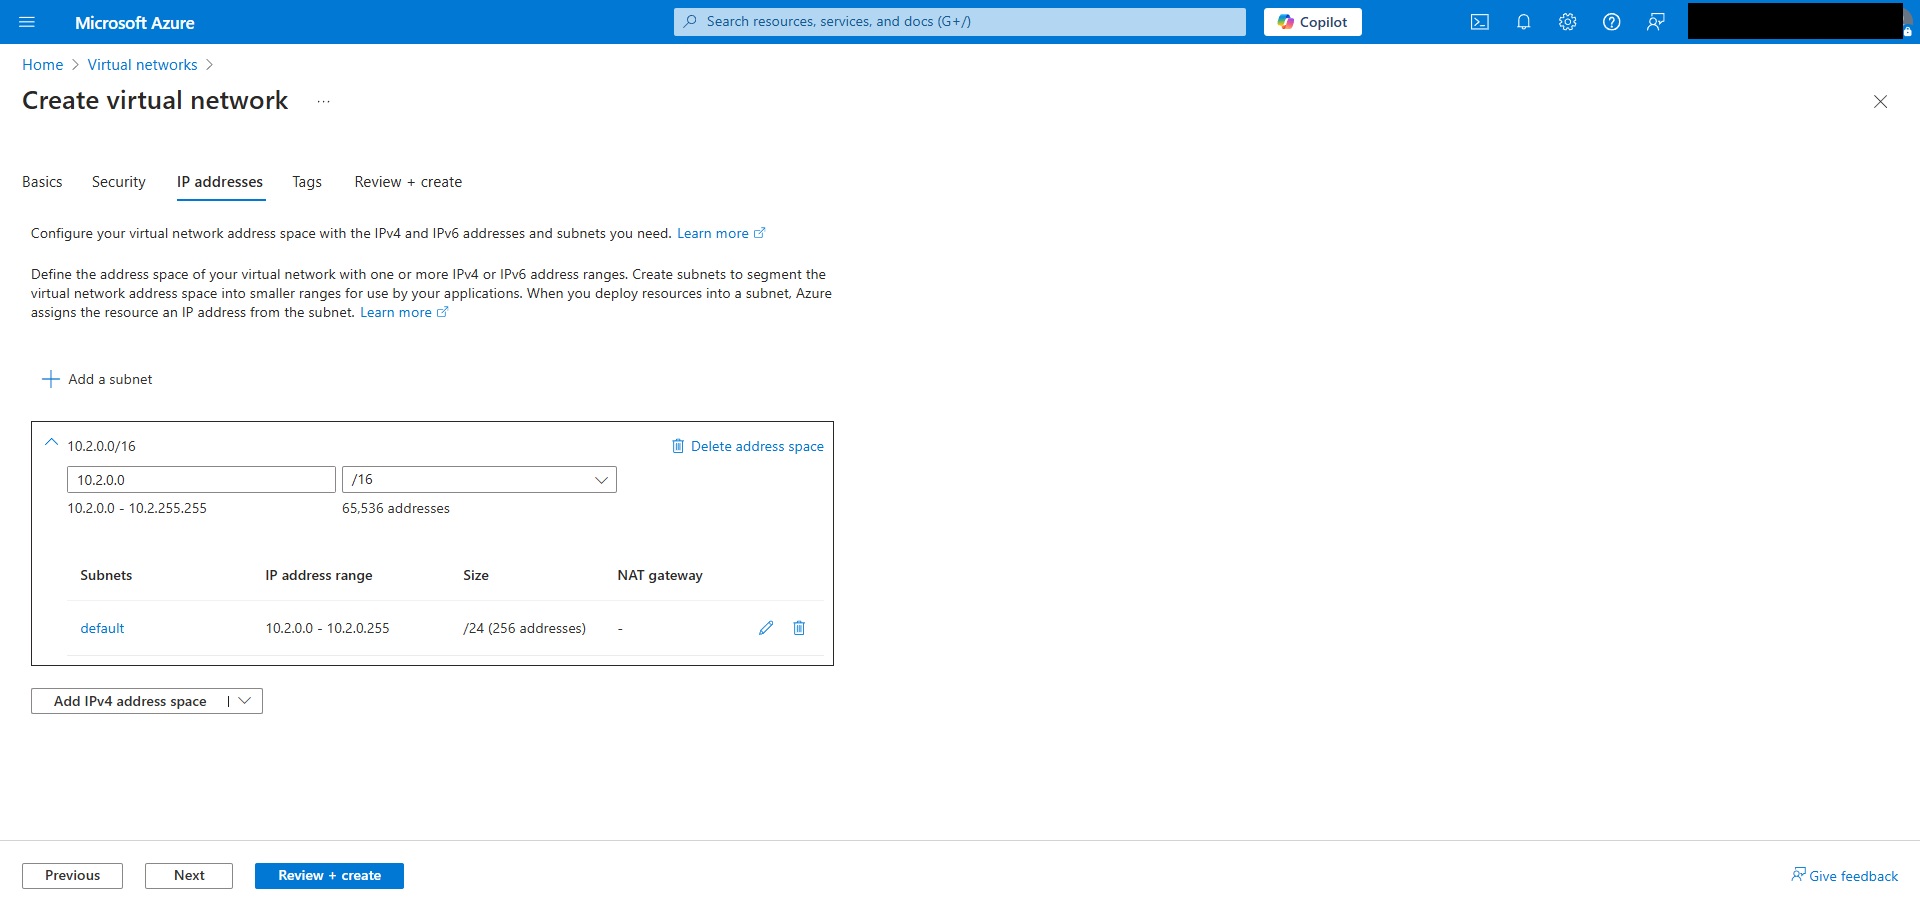 Microsoft Azure
Search resources, services, and docs (G+/)
Copilot
Home > Virtual networks >
Create virtual network ...
Basics Security IP addresses Tags Review + create
Configure your virtual network address space with the IPv4 and IPv6 addresses and subnets you need. Learn more
Define the address space of your virtual network with one or more IPv4 or IPv6 address ranges. Create subnets to segment the
virtual network address space into smaller ranges for use by your applications. When you deploy resources into a subnet, Azure
assigns the resource an IP address from the subnet. Learn more
Add a subnet
10.2.0.0/16 Delete address space
10.2.0.0 /16
10.2.0.0 - 10.2.255.255 65,536 addresses
Subnets IP address range Size NAT gateway
default 10.2.0.0 - 10.2.0.255 /24 (256 addresses) -
Add IPv4 address space |
Previous Next Review + create Give feedback